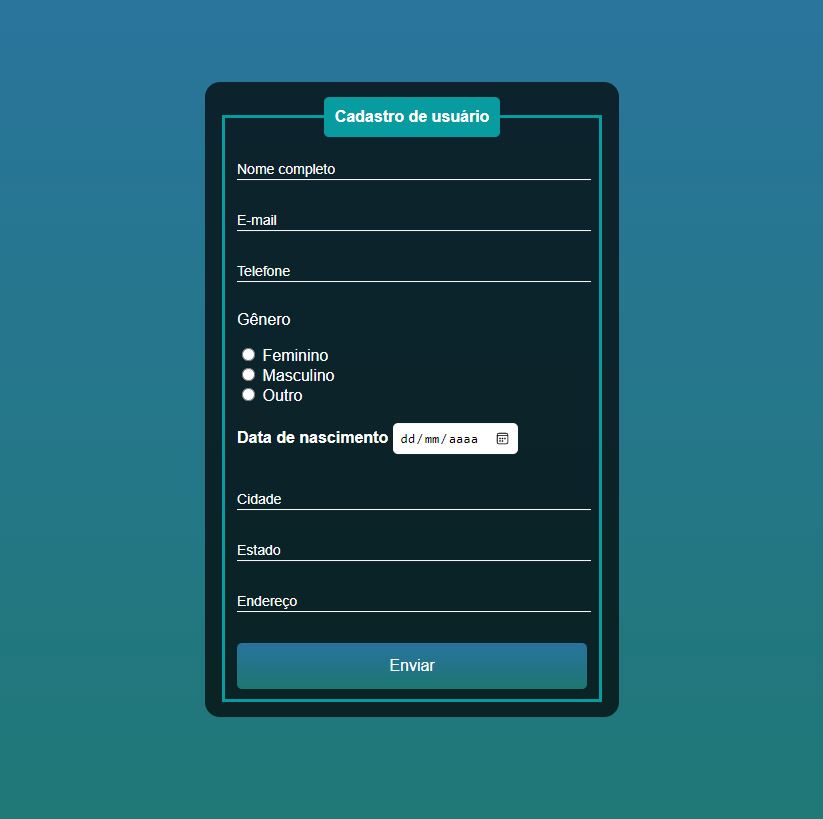 Cadastro de usuário
Nome completo
E-mail
Telefone
Gênero
Feminino
Masculino
Outro
Data de nascimento dd/mm/aaaa
Cidade
Estado
Endereço
Enviar